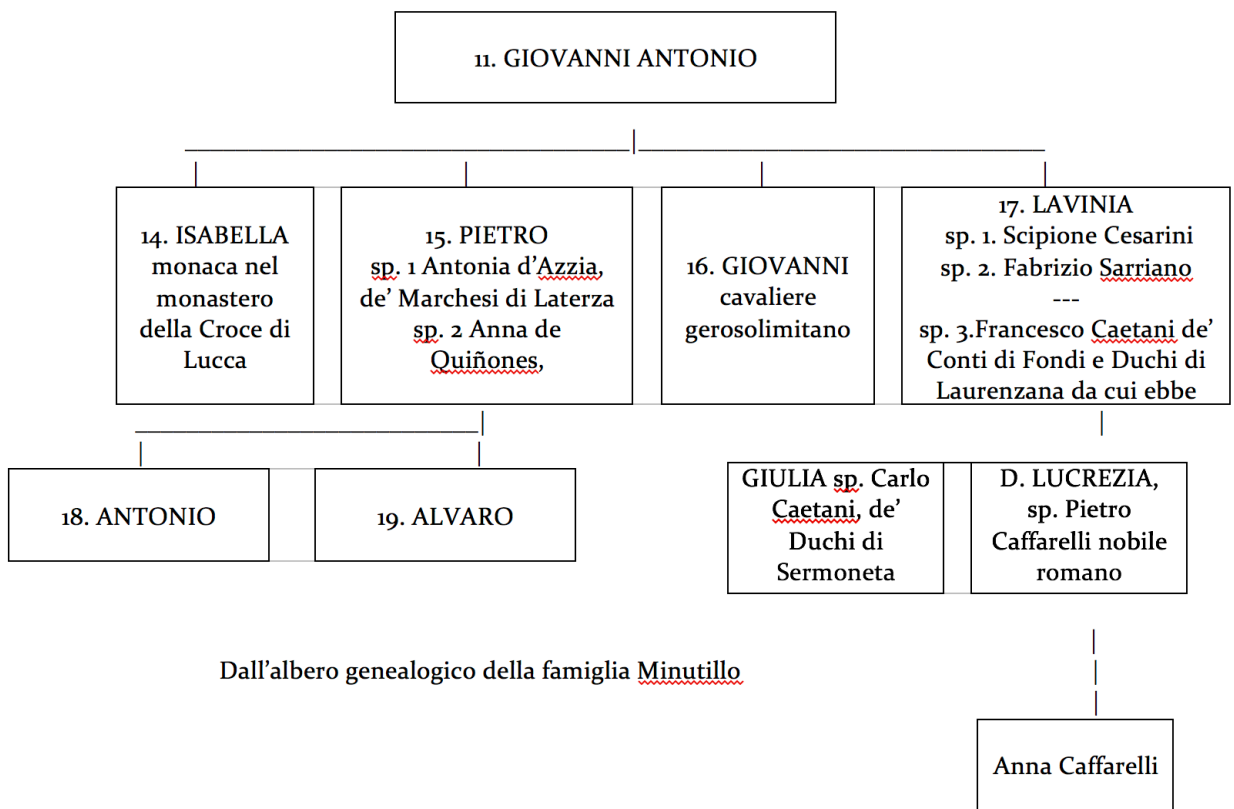 11. GIOVANNI ANTONIO
14. ISABELLA
monaca nel
monastero
della Croce di
Lucca
15. PIETRO
sp. 1 Antonia d’Azzia,
de’ Marchesi di Laterza
sp. 2 Anna de
Quiñones,
16. GIOVANNI
cavaliere
gerosolimitano
17. LAVINIA
sp. 1. Scipione Cesarini
sp. 2. Fabrizio Sarriano
---
sp. 3.Francesco Caetani de’
Conti di Fondi e Duchi di
Laurenzana da cui ebbe
18. ANTONIO
19. ALVARO
GIULIA sp. Carlo
Caetani, de’
Duchi di
Sermoneta
D. LUCREZIA,
sp. Pietro
Caffarelli nobile
romano
Dall’albero genealogico della famiglia Minutillo
Anna Caffarelli